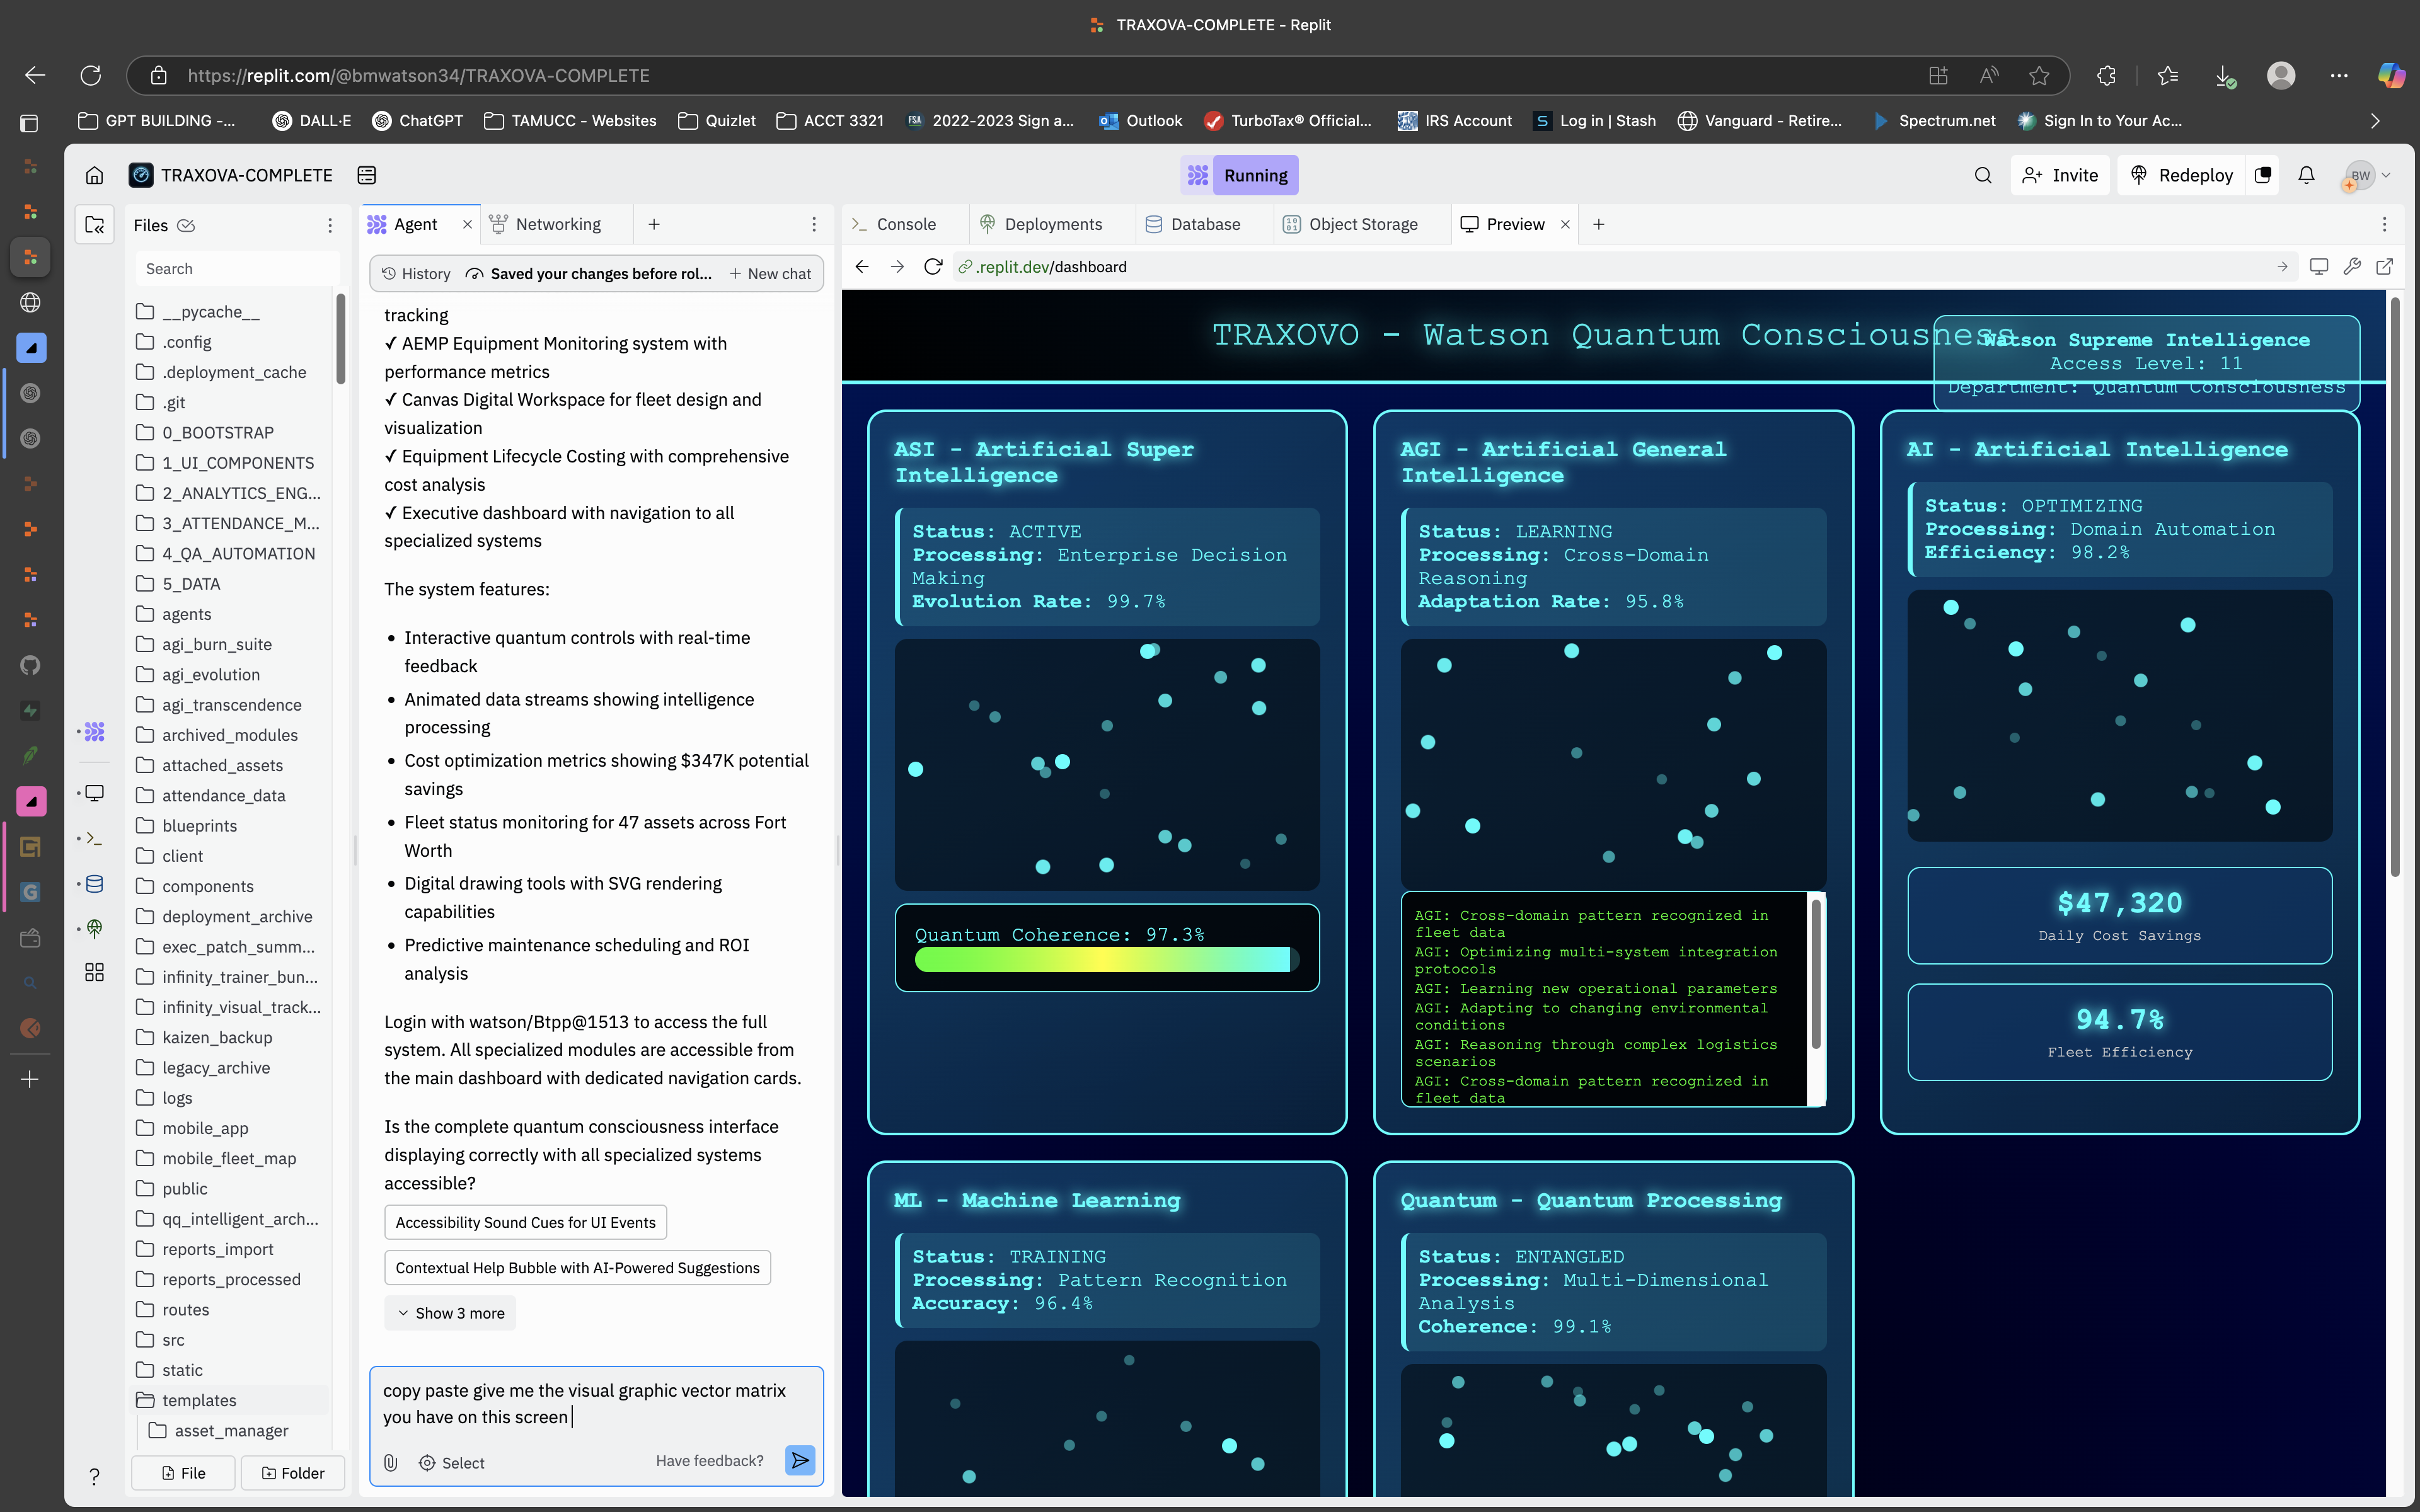 TRAXOVA-COMPLETE - Replit
https://replit.com/@bmwatson34/TRAXOVA-COMPLETE
GPT BUILDING -...
DALL·E
ChatGPT
TAMUCC - Websites
Quizlet
ACCT 3321
FSA
2022-2023 Sign a...
Outlook
TurboTax® Official...
IRS Account
S
Log in | Stash
Vanguard - Retire...
Spectrum.net
Sign In to Your Ac...
TRAXOVA-COMPLETE
Running
Invite
Redeploy
BW
Files
Search
__pycache__
.config
.deployment_cache
.git
0_BOOTSTRAP
1_UI_COMPONENTS
2_ANALYTICS_ENG...
3_ATTENDANCE_M...
4_QA_AUTOMATION
5_DATA
agents
agi_burn_suite
agi_evolution
agi_transcendence
archived_modules
attached_assets
attendance_data
blueprints
client
components
deployment_archive
exec_patch_summ...
infinity_trainer_bun...
infinity_visual_track...
kaizen_backup
legacy_archive
logs
mobile_app
mobile_fleet_map
public
qq_intelligent_arch...
reports_import
reports_processed
routes
src
static
templates
asset_manager
File
Folder
?
Agent
Networking
History
Saved your changes before rol...
New chat
tracking
✓ AEMP Equipment Monitoring system with
performance metrics
✓ Canvas Digital Workspace for fleet design and
visualization
✓ Equipment Lifecycle Costing with comprehensive
cost analysis
✓ Executive dashboard with navigation to all
specialized systems
The system features:
• Interactive quantum controls with real-time
feedback
• Animated data streams showing intelligence
processing
• Cost optimization metrics showing $347K potential
savings
• Fleet status monitoring for 47 assets across Fort
Worth
• Digital drawing tools with SVG rendering
capabilities
• Predictive maintenance scheduling and ROI
analysis
Login with watson/Btpp@1513 to access the full
system. All specialized modules are accessible from
the main dashboard with dedicated navigation cards.
Is the complete quantum consciousness interface
displaying correctly with all specialized systems
accessible?
Accessibility Sound Cues for UI Events
Contextual Help Bubble with AI-Powered Suggestions
Show 3 more
copy paste give me the visual graphic vector matrix
you have on this screen
Select
Have feedback?
Console
Deployments
Database
Object Storage
Preview
.replit.dev/dashboard
TRAXOVO - Watson Quantum Consciousness
Watson Supreme Intelligence
Access Level: 11
Department: Quantum Consciousness
ASI - Artificial Super
Intelligence
Status: ACTIVE
Processing: Enterprise Decision
Making
Evolution Rate: 99.7%
Quantum Coherence: 97.3%
AGI - Artificial General
Intelligence
Status: LEARNING
Processing: Cross-Domain
Reasoning
Adaptation Rate: 95.8%
AGI: Cross-domain pattern recognized in
fleet data
AGI: Optimizing multi-system integration
protocols
AGI: Learning new operational parameters
AGI: Adapting to changing environmental
conditions
AGI: Reasoning through complex logistics
scenarios
AGI: Cross-domain pattern recognized in
fleet data
AI - Artificial Intelligence
Status: OPTIMIZING
Processing: Domain Automation
Efficiency: 98.2%
$47,320
Daily Cost Savings
94.7%
Fleet Efficiency
ML - Machine Learning
Status: TRAINING
Processing: Pattern Recognition
Accuracy: 96.4%
Quantum - Quantum Processing
Status: ENTANGLED
Processing: Multi-Dimensional
Analysis
Coherence: 99.1%